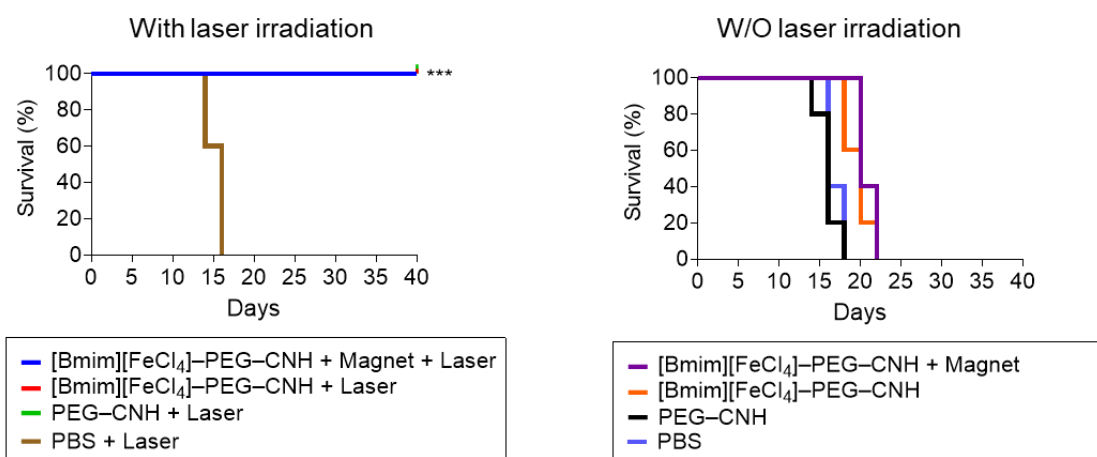 With laser irradiation
100
80
60
40
20
0
Survival (%)
0 5 10 15 20 25 30 35 40
Days
***
[Bmim][FeCl₄]–PEG–CNH + Magnet + Laser
[Bmim][FeCl₄]–PEG–CNH + Laser
PEG–CNH + Laser
PBS + Laser
W/O laser irradiation
100
80
60
40
20
0
Survival (%)
0 5 10 15 20 25 30 35 40
Days
[Bmim][FeCl₄]–PEG–CNH + Magnet
[Bmim][FeCl₄]–PEG–CNH
PEG–CNH
PBS